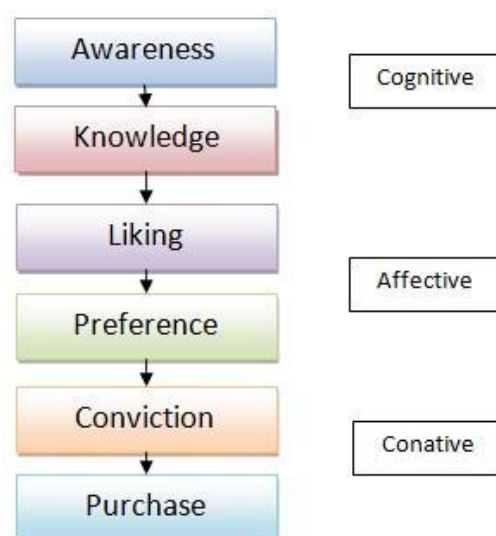 Awareness
Cognitive
Knowledge
Liking
Affective
Preference
Conviction
Conative
Purchase